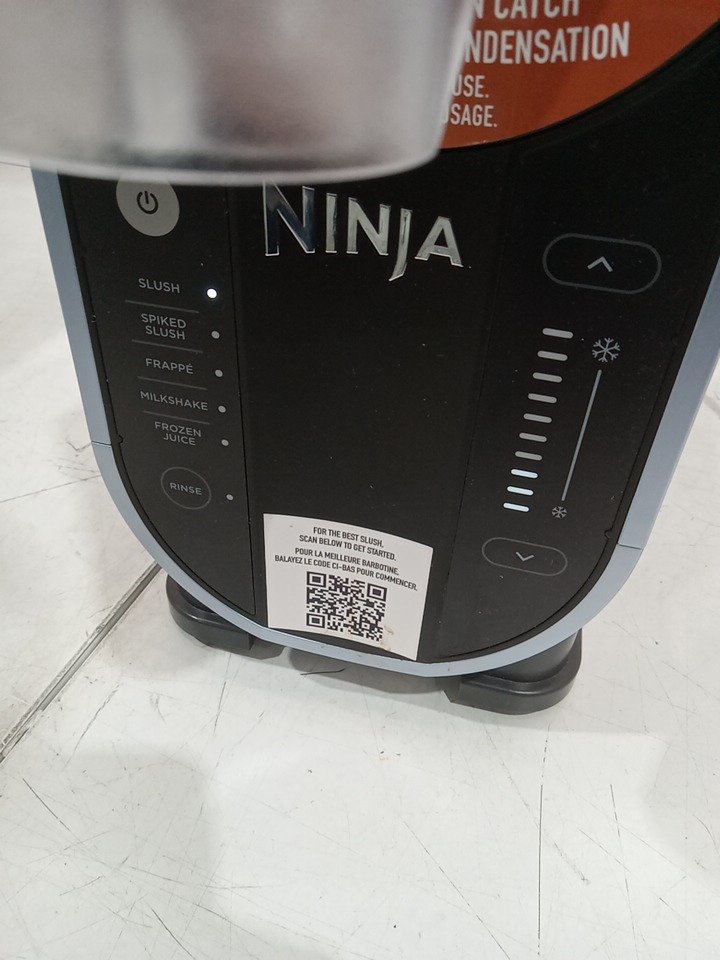 CATCH
NDENSATION
USE.
USAGE.
NINJA
SLUSH
SPIKED
SLUSH
FRAPPÉ
MILKSHAKE
FROZEN
JUICE
RINSE
FOR THE BEST SLUSH,
SCAN BELOW TO GET STARTED.
POUR LA MEILLEURE BARBOTINE,
BALAYEZ LE CODE CI-BAS POUR COMMENCER.